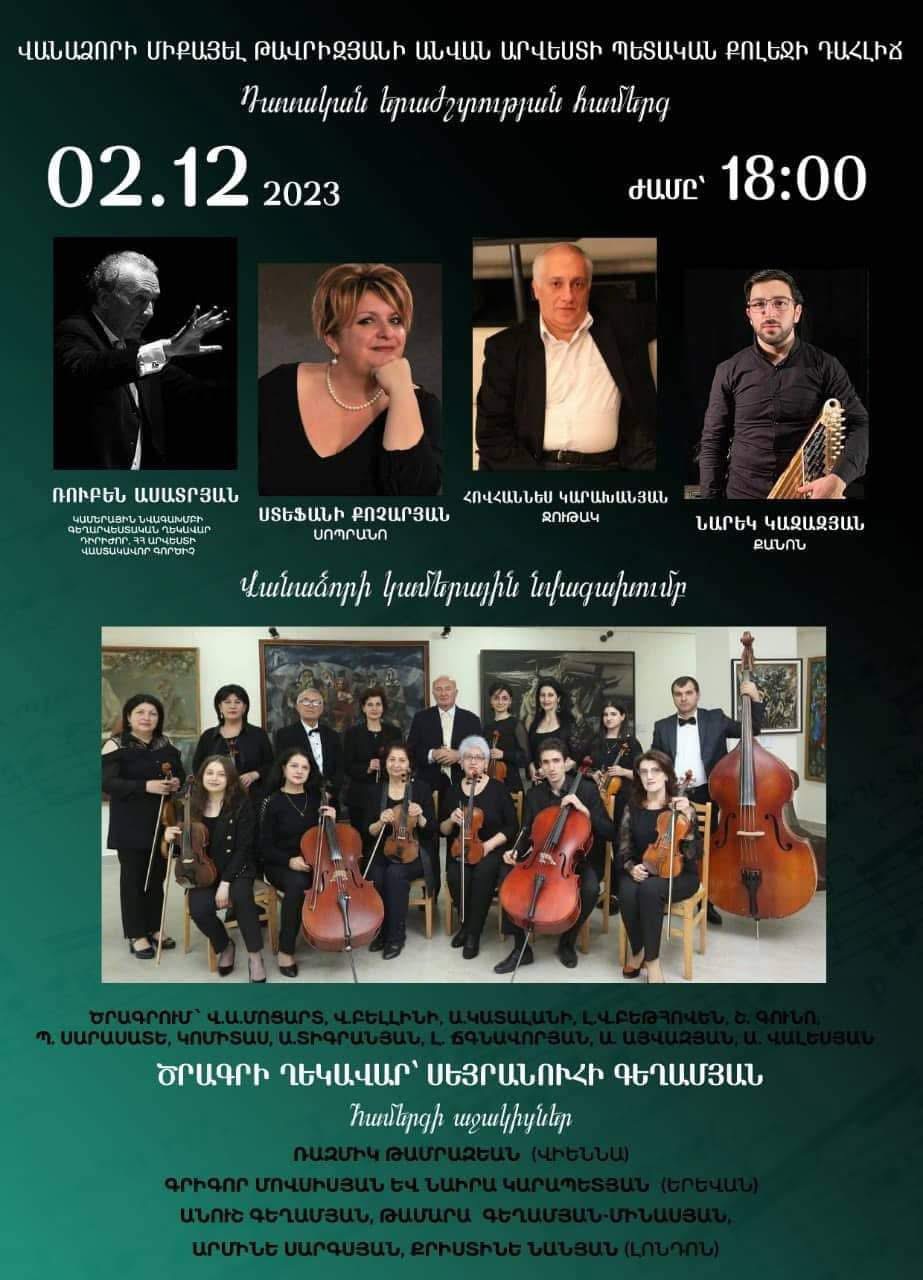 ՎԱՆԱՁՈՐԻ ՄԻՔԱՅԵԼ ԹԱՎՐԻԶՅԱՆԻ ԱՆՎԱՆ ԱՐՎԵՍՏԻ ՊԵՏԱԿԱՆ ՔՈԼԵՋԻ ԴԱՀԼԻՃ
Դասական երաժշտության համերգ
02.12 2023
ԺԱՄԸ՝ 18:00
ՌՈՒԲԵՆ ԱՍԱՏՐՅԱՆ
ԿԱՄԵՐԱՅԻՆ ՆՎԱԳԱԽՄԲԻ
ԳԵՂԱՐՎԵՍՏԱԿԱՆ ՂԵԿԱՎԱՐ
ԴԻՐԻԺՈՐ, ՀՀ ԱՐՎԵՍՏԻ
ՎԱՍՏԱԿԱՎՈՐ ԳՈՐԾԻՉ
ՍՏԵՖԱՆԻ ՔՈՉԱՐՅԱՆ
ՍՈՊՐԱՆՈ
ՀՈՎՀԱՆՆԵՍ ԿԱՐԱԽԱՆՅԱՆ
ՋՈՒԹԱԿ
ՆԱՐԵԿ ԿԱԶԱԶՅԱՆ
ՔԱՆՈՆ
Վանաձորի կամերային նվագախումբ
ԾՐԱԳՐՈՒՄ՝ Վ.Ա.ՄՈՑԱՐՏ, Վ.ԲԵԼԼԻՆԻ, Ա.ԿԱՏԱԼԱՆԻ, Լ.Վ.ԲԵԹՀՈՎԵՆ, Շ. ԳՈՒՆՈ,
Պ. ՍԱՐԱՍԱՏԵ, ԿՈՄԻՏԱՍ, Ա.ՏԻԳՐԱՆՅԱՆ, Լ. ՃԳՆԱՎՈՐՅԱՆ, Ա. ԱՅՎԱԶՅԱՆ, Ա. ՎԱԼԵՍՅԱՆ
ԾՐԱԳՐԻ ՂԵԿԱՎԱՐ՝ ՍԵՅՐԱՆՈՒՀԻ ԳԵՂԱՄՅԱՆ
Համերգի աջակիցներ
ՌԱԶՄԻԿ ԹԱՄՐԱԶԵԱՆ (ՎԻԵՆՆԱ)
ԳՐԻԳՈՐ ՄՈՎՍԻՍՅԱՆ ԵՎ ՆԱԻՐԱ ԿԱՐԱՊԵՏՅԱՆ (ԵՐԵՎԱՆ)
ԱՆՈՒՇ ԳԵՂԱՄՅԱՆ, ԹԱՄԱՐԱ ԳԵՂԱՄՅԱՆ-ՄԻՆԱՍՅԱՆ,
ԱՐՄԻՆԵ ՍԱՐԳՍՅԱՆ, ՔՐԻՍՏԻՆԵ ՆԱՆՅԱՆ (ԼՈՆԴՈՆ)